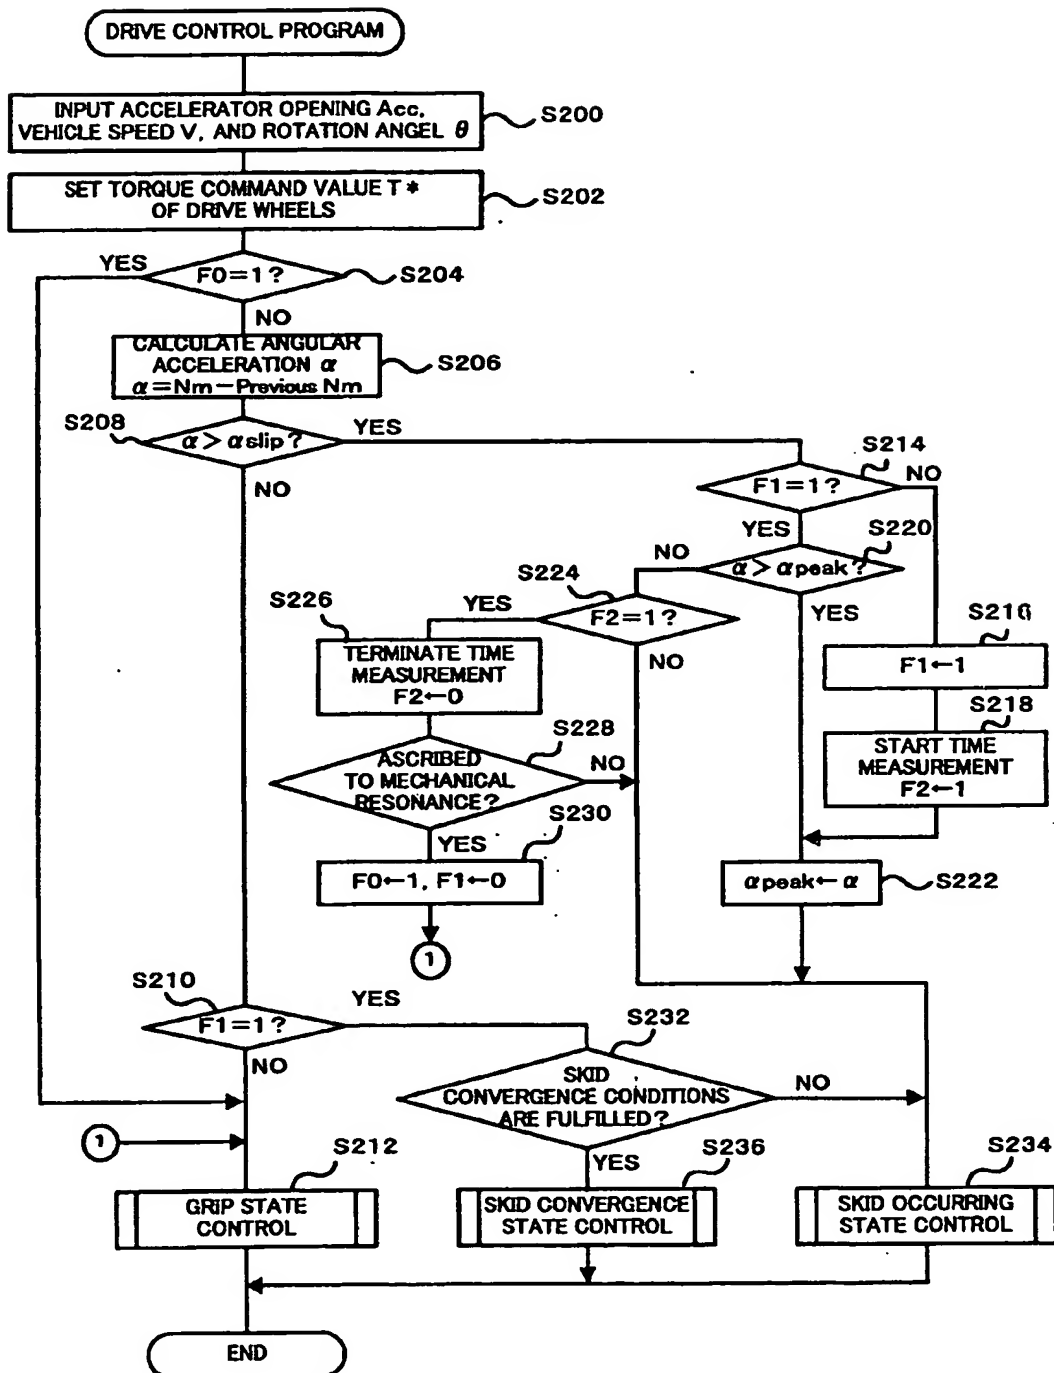 DRIVE CONTROL PROGRAM
INPUT ACCELERATOR OPENING Acc,
VEHICLE SPEED V, AND ROTATION ANGEL θ
S200
SET TORQUE COMMAND VALUE T*
OF DRIVE WHEELS
S202
YES
F0=1?
S204
NO
CALCULATE ANGULAR
ACCELERATION α
α=Nm-Previous Nm
S206
S208
α>αslip?
YES
NO
S214
F1=1?
NO
YES
S220
NO
α>αpeak?
YES
S224
YES
F2=1?
NO
S226
TERMINATE TIME
MEASUREMENT
F2←0
S216
F1←1
S218
START TIME
MEASUREMENT
F2←1
S228
ASCRIBED
TO MECHANICAL
RESONANCE?
NO
YES
S230
F0←1, F1←0
αpeak←α
S222
1
S210
F1=1?
YES
NO
S232
SKID
CONVERGENCE CONDITIONS
ARE FULFILLED?
NO
YES
1
S212
GRIP STATE
CONTROL
S236
SKID CONVERGENCE
STATE CONTROL
S234
SKID OCCURRING
STATE CONTROL
END